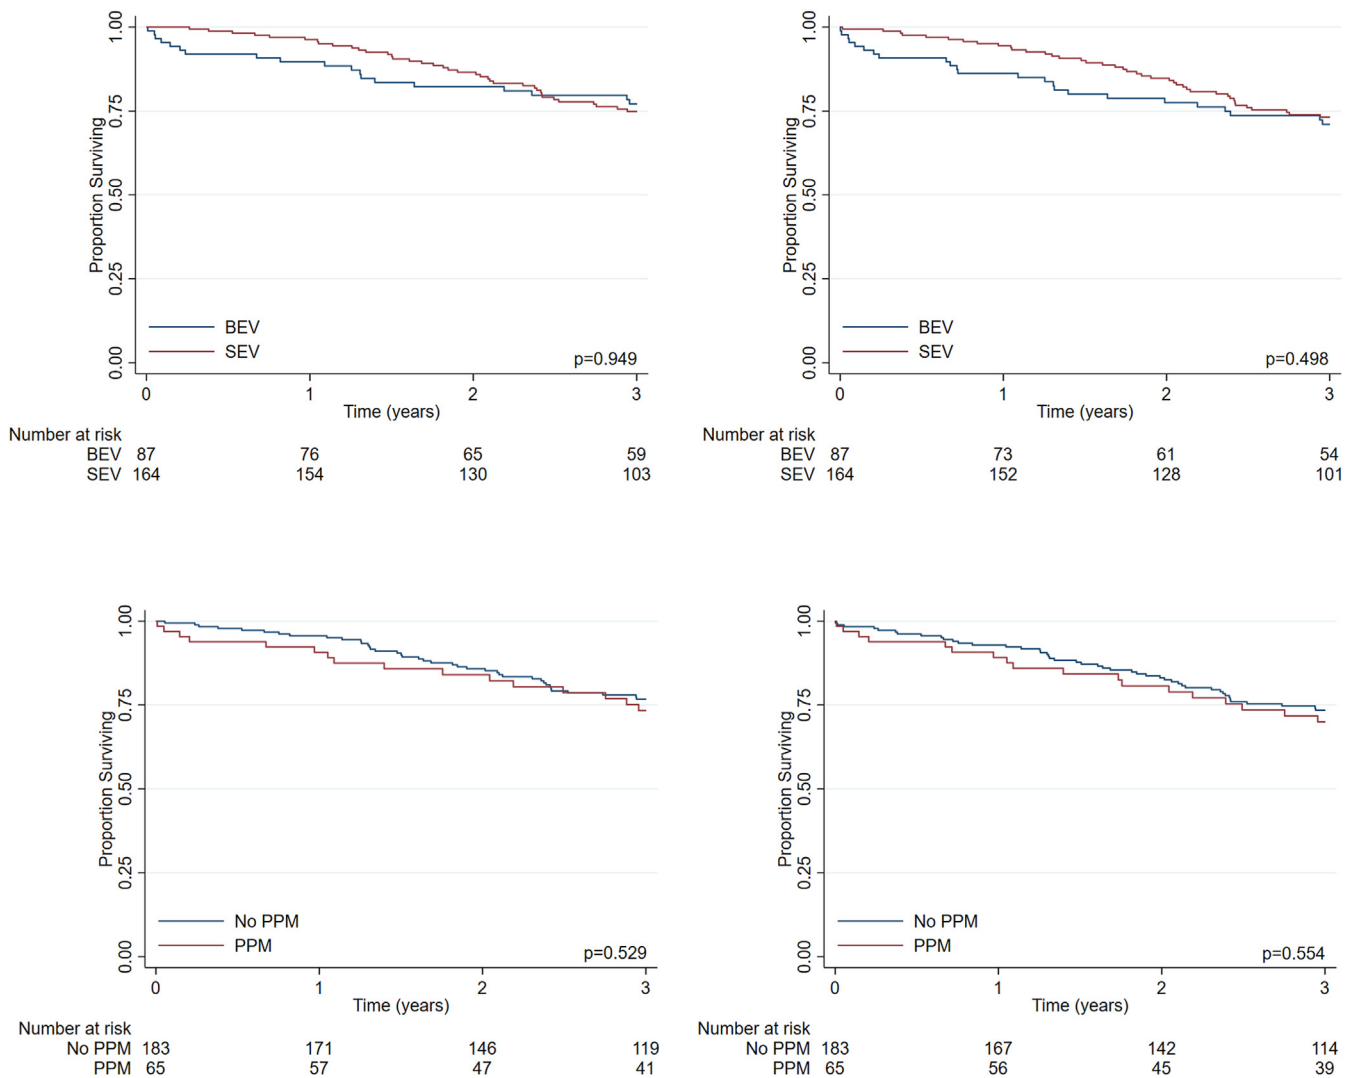 1.00
0.75
0.50
0.25
0.00
Proportion Surviving
BEV
SEV
p=0.949
0 1 2 3
Time (years)
Number at risk
BEV 87 76 65 59
SEV 164 154 130 103
1.00
0.75
0.50
0.25
0.00
Proportion Surviving
BEV
SEV
p=0.498
0 1 2 3
Time (years)
Number at risk
BEV 87 73 61 54
SEV 164 152 128 101
1.00
0.75
0.50
0.25
0.00
Proportion Surviving
No PPM
PPM
p=0.529
0 1 2 3
Time (years)
Number at risk
No PPM 183 171 146 119
PPM 65 57 47 41
1.00
0.75
0.50
0.25
0.00
Proportion Surviving
No PPM
PPM
p=0.554
0 1 2 3
Time (years)
Number at risk
No PPM 183 167 142 114
PPM 65 56 45 39